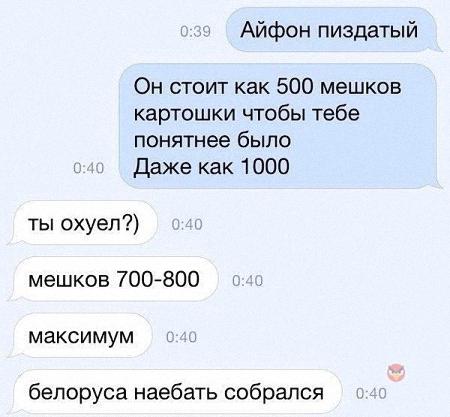 0:39 Айфон пиздатый
Он стоит как 500 мешков
картошки чтобы тебе
понятнее было
0:40 Даже как 1000
ты охуел?) 0:40
мешков 700-800 0:40
максимум 0:40
белоруса наебать собрался 0:40